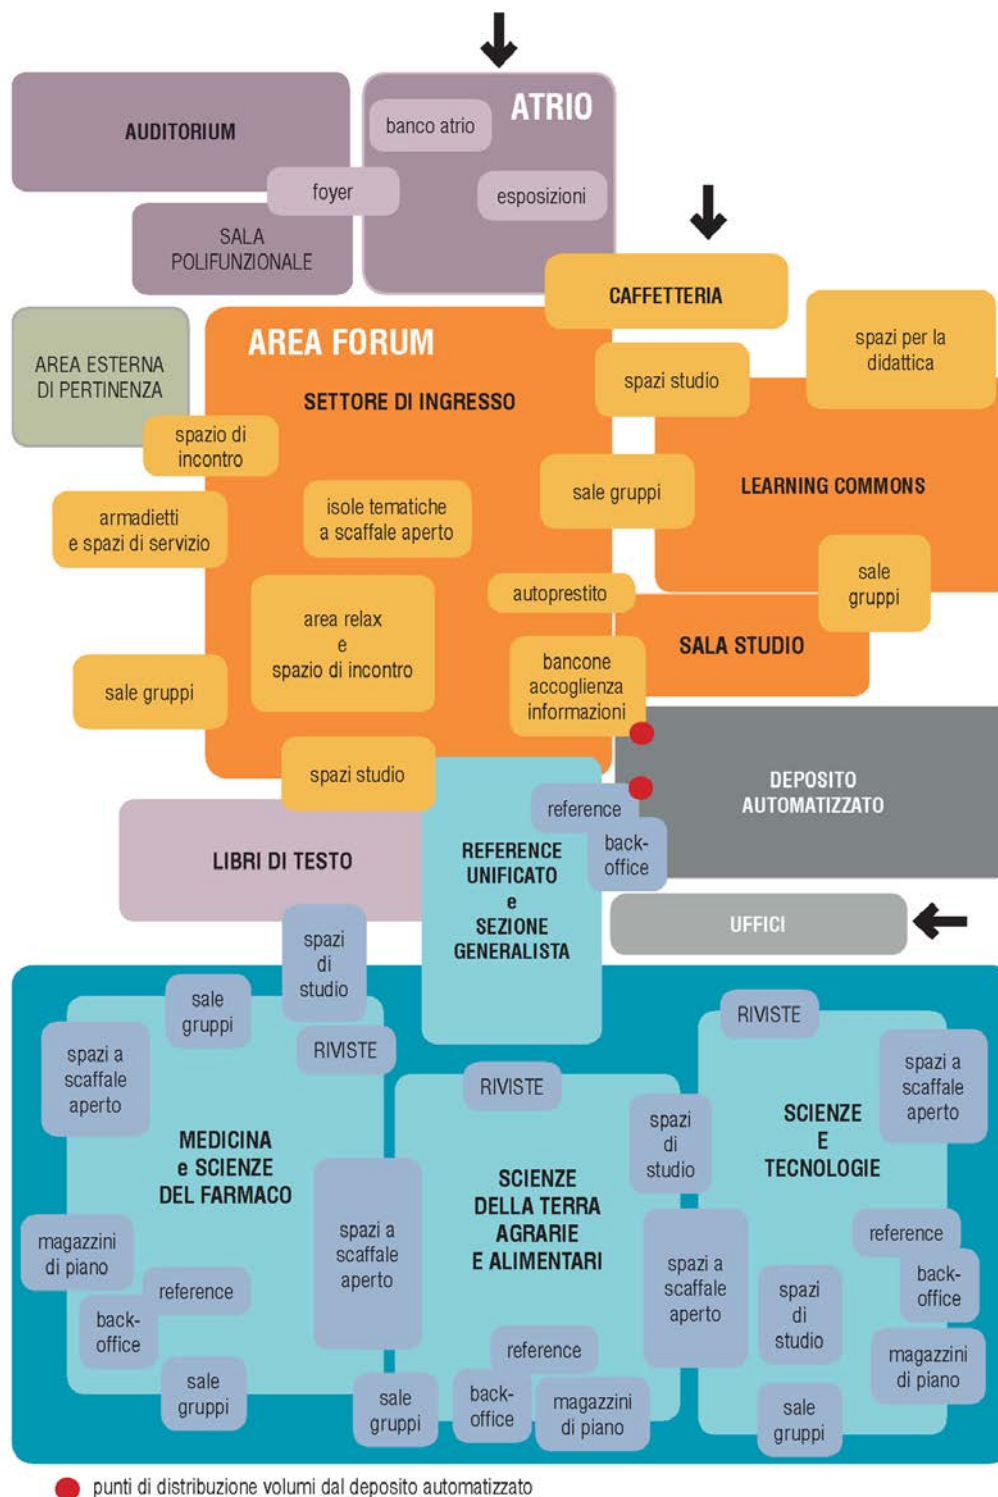 AUDITORIUM
ATRIO
banco atrio
foyer
esposizioni
SALA
POLIFUNZIONALE
CAFFETTERIA
AREA ESTERNA
DI PERTINENZA
AREA FORUM
SETTORE DI INGRESSO
spazi studio
spazi per la
didattica
spazio di
incontro
armadietti
e spazi di servizio
isole tematiche
a scaffale aperto
sale gruppi
LEARNING COMMONS
sale
gruppi
autoprestito
area relax
e
spazio di incontro
SALA STUDIO
sale gruppi
bancone
accoglienza
informazioni
spazi studio
DEPOSITO
AUTOMATIZZATO
reference
back-
office
LIBRI DI TESTO
REFERENCE
UNIFICATO
e
SEZIONE
GENERALISTA
UFFICI
spazi
di
studio
sale
gruppi
RIVISTE
spazi a
scaffale
aperto
MEDICINA
e SCIENZE
DEL FARMACO
magazzini
di piano
reference
back-
office
sale
gruppi
spazi a
scaffale
aperto
RIVISTE
SCIENZE
DELLA TERRA
AGRARIE
E ALIMENTARI
spazi
di
studio
spazi a
scaffale
aperto
reference
back-
office
sale
gruppi
magazzini
di piano
RIVISTE
spazi a
scaffale
aperto
SCIENZE
E
TECNOLOGIE
reference
back-
office
spazi
di
studio
magazzini
di piano
sale
gruppi
punti di distribuzione volumi dal deposito automatizzato